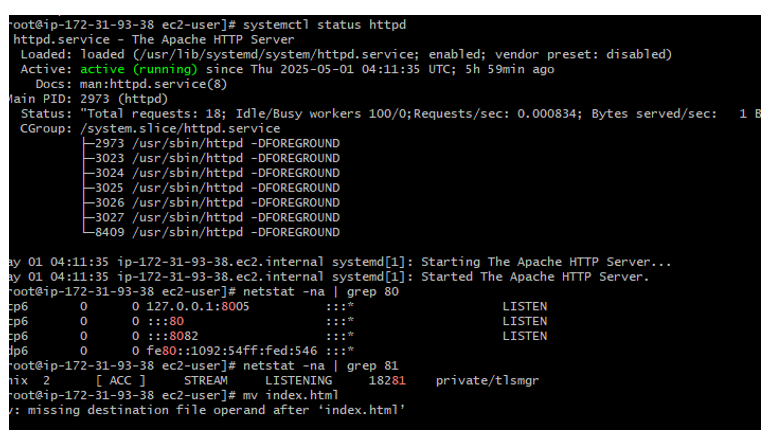 root@ip-172-31-93-38 ec2-user]# systemctl status httpd
httpd.service - The Apache HTTP Server
Loaded: loaded (/usr/lib/systemd/system/httpd.service; enabled; vendor preset: disabled)
Active: active (running) since Thu 2025-05-01 04:11:35 UTC; 5h 59min ago
Docs: man:httpd.service(8)
Main PID: 2973 (httpd)
Status: "Total requests: 18; Idle/Busy workers 100/0;Requests/sec: 0.000834; Bytes served/sec:   1 B
CGroup: /system.slice/httpd.service
├─2973 /usr/sbin/httpd -DFOREGROUND
├─3023 /usr/sbin/httpd -DFOREGROUND
├─3024 /usr/sbin/httpd -DFOREGROUND
├─3025 /usr/sbin/httpd -DFOREGROUND
├─3026 /usr/sbin/httpd -DFOREGROUND
├─3027 /usr/sbin/httpd -DFOREGROUND
└─8409 /usr/sbin/httpd -DFOREGROUND
ay 01 04:11:35 ip-172-31-93-38.ec2.internal systemd[1]: Starting The Apache HTTP Server...
ay 01 04:11:35 ip-172-31-93-38.ec2.internal systemd[1]: Started The Apache HTTP Server.
root@ip-172-31-93-38 ec2-user]# netstat -na | grep 80
cp6       0      0 127.0.0.1:8005          :::*                    LISTEN
cp6       0      0 :::80                   :::*                    LISTEN
cp6       0      0 :::8082                 :::*                    LISTEN
dp6       0      0 fe80::1092:54ff:fed:546 :::*
root@ip-172-31-93-38 ec2-user]# netstat -na | grep 81
nix  2      [ ACC ]     STREAM     LISTENING     18281    private/tlsmgr
root@ip-172-31-93-38 ec2-user]# mv index.html
v: missing destination file operand after ‘index.html’